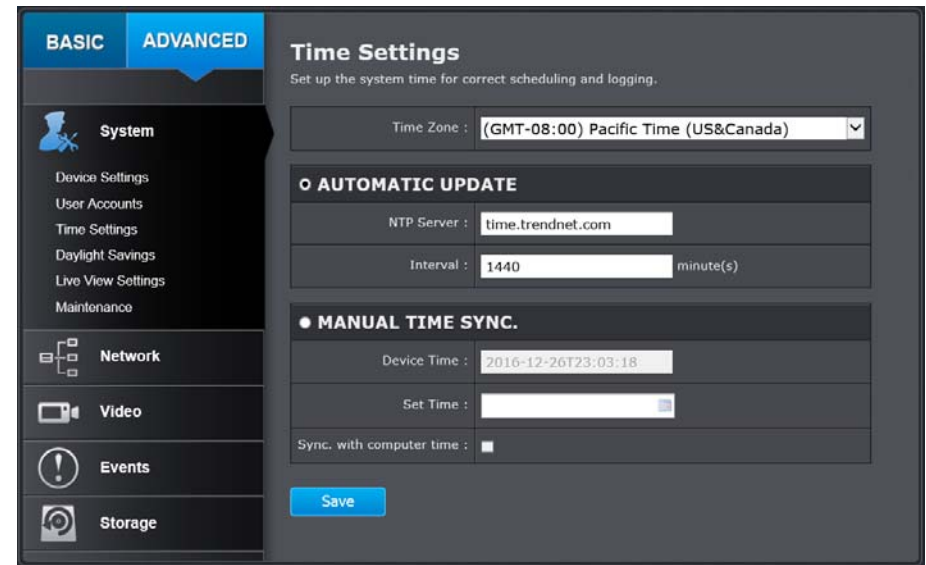 BASIC
ADVANCED
System
Device Settings
User Accounts
Time Settings
Daylight Savings
Live View Settings
Maintenance
Network
Video
Events
Storage
Time Settings
Set up the system time for correct scheduling and logging.
Time Zone : (GMT-08:00) Pacific Time (US&Canada)
AUTOMATIC UPDATE
NTP Server : time.trendnet.com
Interval : 1440 minute(s)
MANUAL TIME SYNC.
Device Time : 2016-12-26T23:03:18
Set Time :
Sync. with computer time :
Save